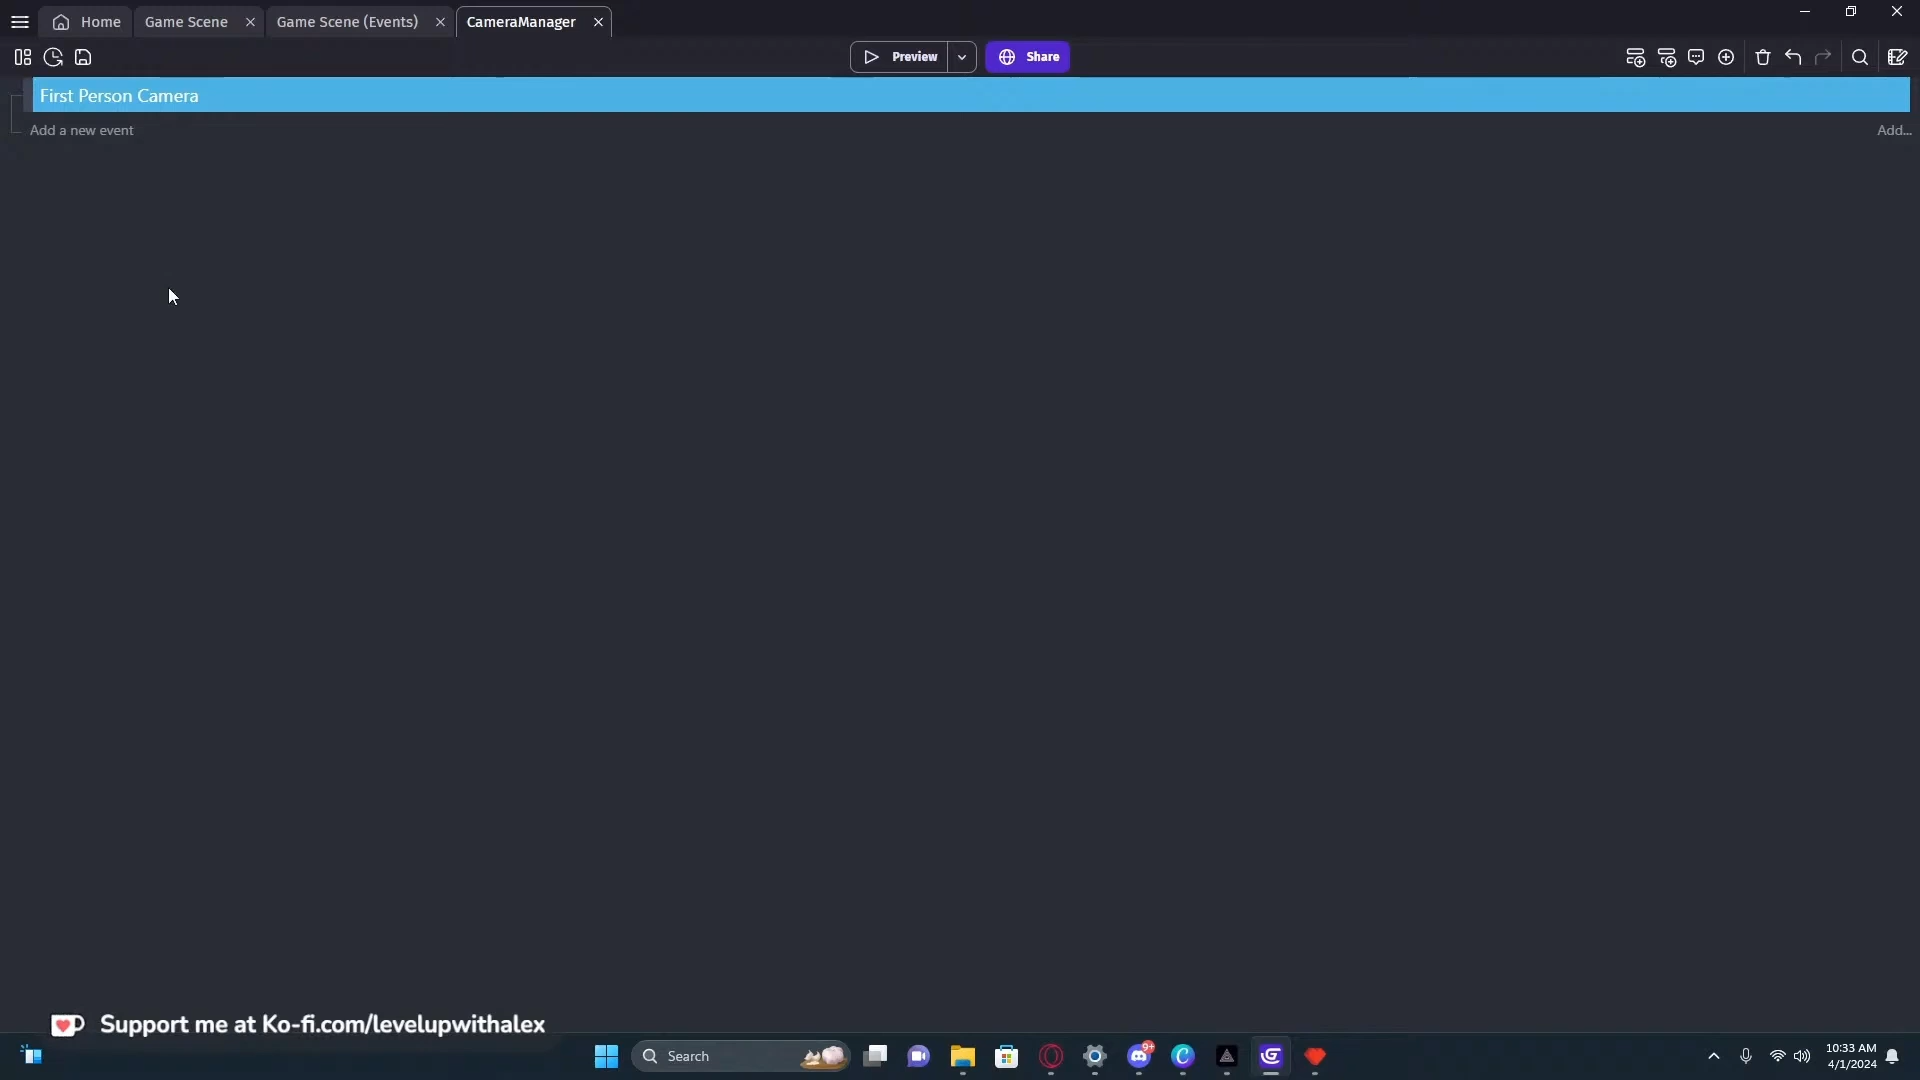 Home
Game Scene
Game Scene (Events)
CameraManager
Preview
Share
First Person Camera
Add a new event
Add...
Support me at Ko-fi.com/levelupwithalex
Search
9+
10:33 AM
4/1/2024